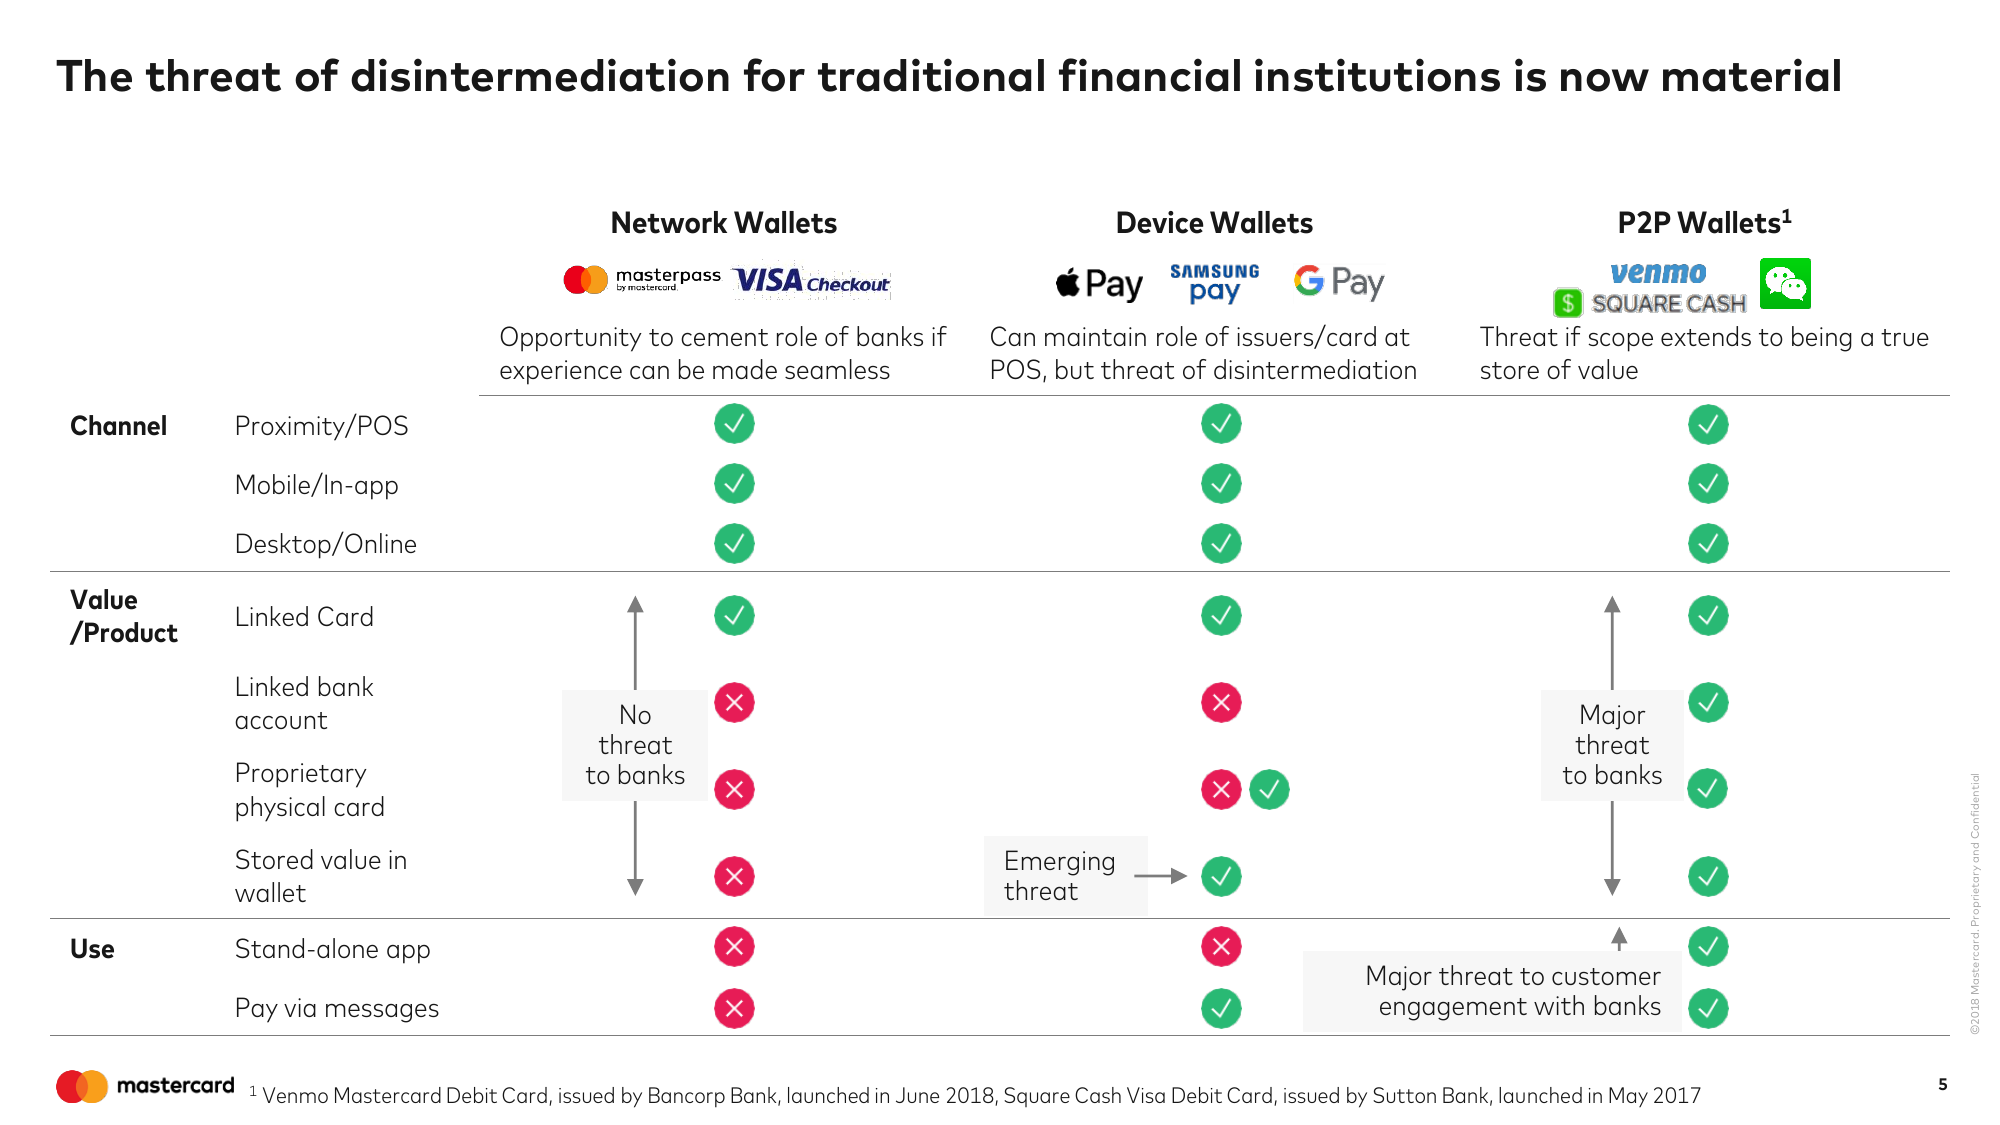 The threat of disintermediation for traditional financial institutions is now material
Network Wallets
Device Wallets
P2P Wallets¹
masterpass
by mastercard.
VISA Checkout
Pay
SAMSUNG
pay
G Pay
venmo
$ SQUARE CASH
Opportunity to cement role of banks if
experience can be made seamless
Can maintain role of issuers/card at
POS, but threat of disintermediation
Threat if scope extends to being a true
store of value
Channel
Proximity/POS
Mobile/In-app
Desktop/Online
Value
/Product
Linked Card
Linked bank
account
Proprietary
physical card
Stored value in
wallet
No
threat
to banks
Emerging
threat
Major
threat
to banks
Use
Stand-alone app
Pay via messages
Major threat to customer
engagement with banks
©2018 Mastercard. Proprietary and Confidential
mastercard
¹ Venmo Mastercard Debit Card, issued by Bancorp Bank, launched in June 2018, Square Cash Visa Debit Card, issued by Sutton Bank, launched in May 2017
5